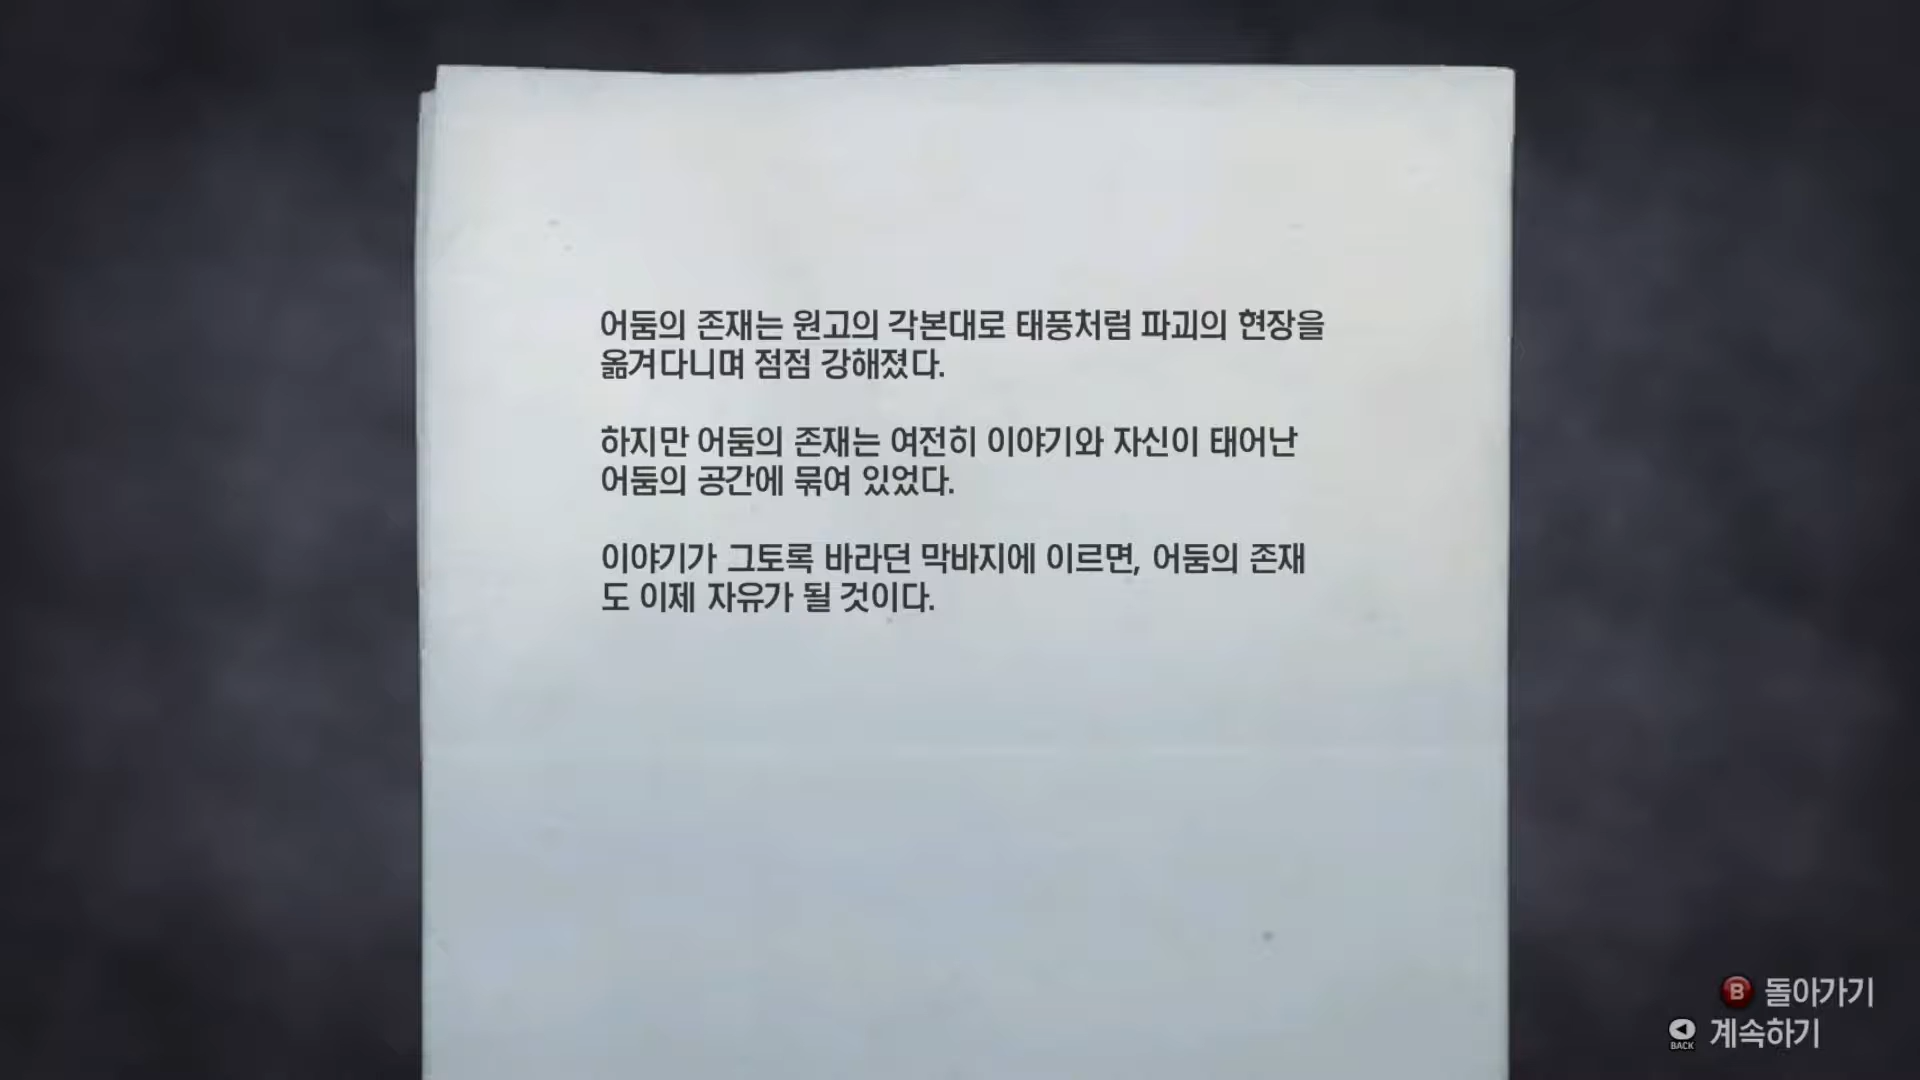 어둠의 존재는 원고의 각본대로 태풍처럼 파괴의 현장을
옮겨다니며 점점 강해졌다.
하지만 어둠의 존재는 여전히 이야기와 자신이 태어난
어둠의 공간에 묶여 있었다.
이야기가 그토록 바라던 막바지에 이르면, 어둠의 존재
도 이제 자유가 될 것이다.
B 돌아가기
BACK 계속하기